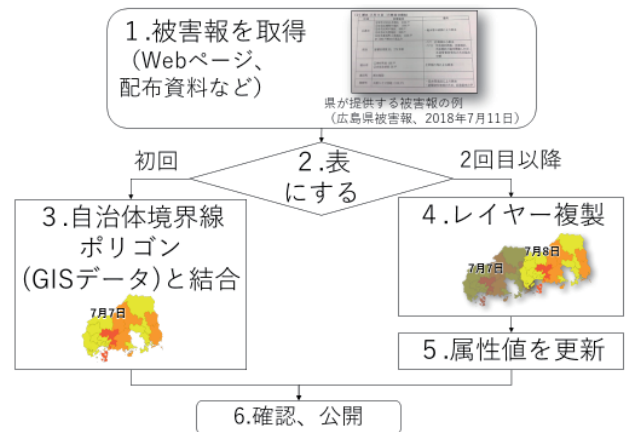 1.被害報を取得
（Webページ、
配布資料など）
県が提供する被害報の例
（広島県被害報、2018年7月11日）
初回
2.表
にする
2回目以降
3.自治体境界線
ポリゴン
(GISデータ)と結合
7月7日
4.レイヤー複製
7月8日
7月7日
5.属性値を更新
6.確認、公開